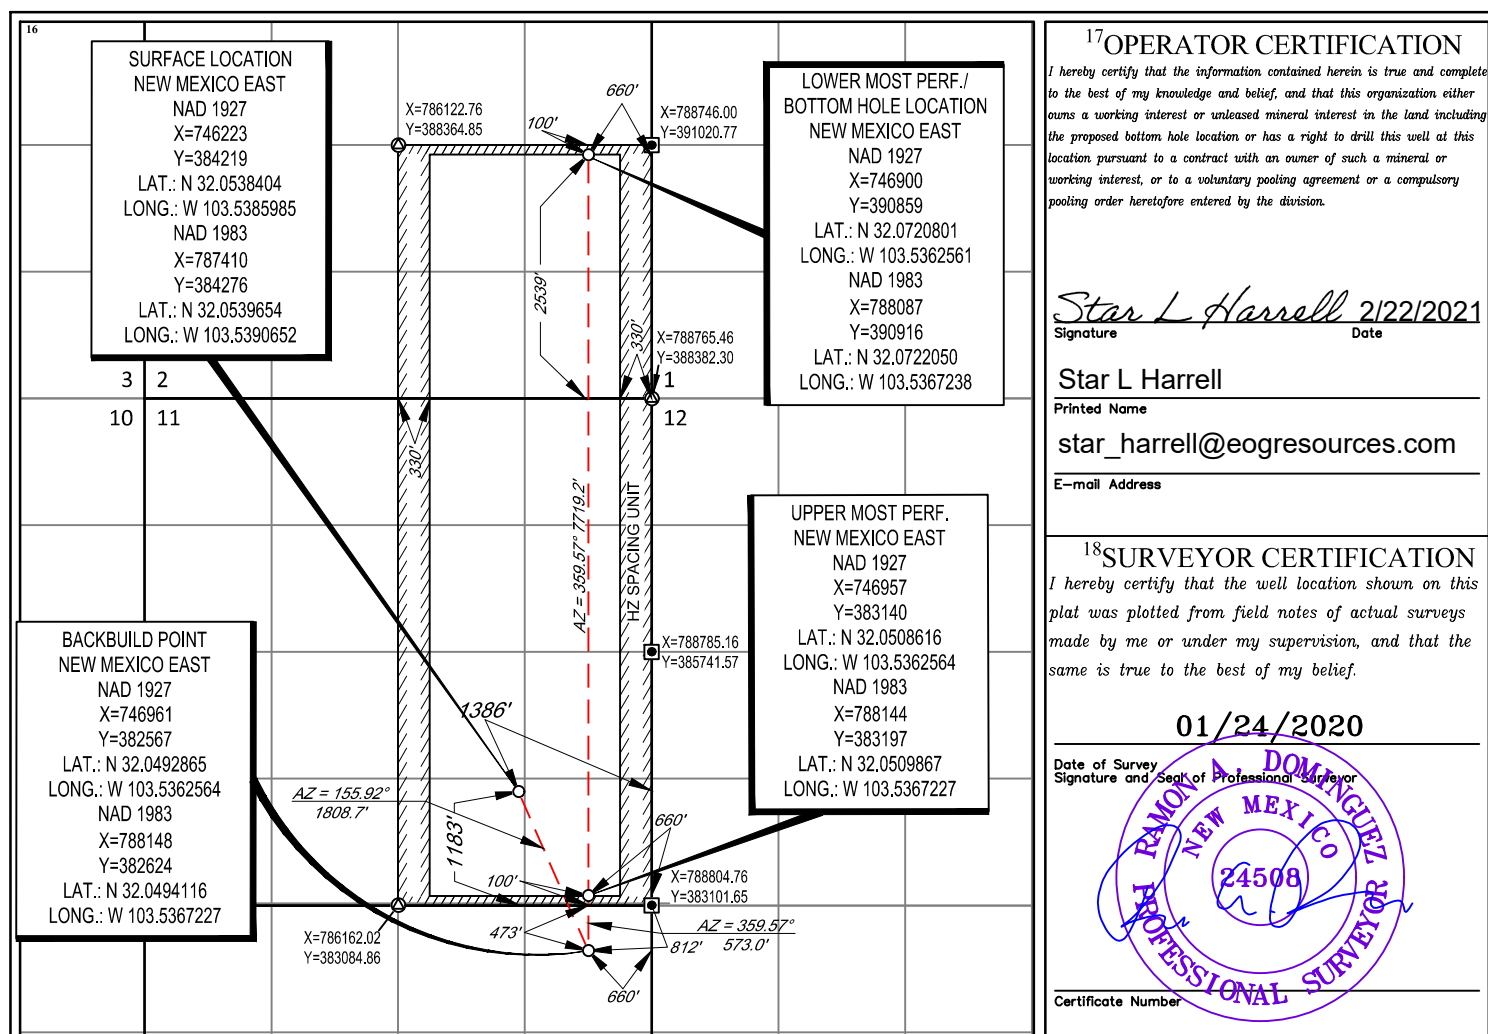 16
SURFACE LOCATION
NEW MEXICO EAST
NAD 1927
X=746223
Y=384219
LAT.: N 32.0538404
LONG.: W 103.5385985
NAD 1983
X=787410
Y=384276
LAT.: N 32.0539654
LONG.: W 103.5390652
X=786122.76
Y=388364.85
660'
100'
X=788746.00
Y=391020.77
LOWER MOST PERF./
BOTTOM HOLE LOCATION
NEW MEXICO EAST
NAD 1927
X=746900
Y=390859
LAT.: N 32.0720801
LONG.: W 103.5362561
NAD 1983
X=788087
Y=390916
LAT.: N 32.0722050
LONG.: W 103.5367238
2539'
330'
X=788765.46
Y=388382.30
3 2
1
10 11
12
330'
AZ = 359.57° 7719.2'
HZ SPACING UNIT
UPPER MOST PERF.
NEW MEXICO EAST
NAD 1927
X=746957
Y=383140
LAT.: N 32.0508616
LONG.: W 103.5362564
NAD 1983
X=788144
Y=383197
LAT.: N 32.0509867
LONG.: W 103.5367227
X=788785.16
Y=385741.57
BACKBUILD POINT
NEW MEXICO EAST
NAD 1927
X=746961
Y=382567
LAT.: N 32.0492865
LONG.: W 103.5362564
NAD 1983
X=788148
Y=382624
LAT.: N 32.0494116
LONG.: W 103.5367227
1386'
AZ = 155.92°
1808.7'
1183'
660'
100'
X=788804.76
Y=383101.65
473'
AZ = 359.57°
573.0'
812'
X=786162.02
Y=383084.86
660'
17OPERATOR CERTIFICATION
I hereby certify that the information contained herein is true and complete
to the best of my knowledge and belief, and that this organization either
owns a working interest or unleased mineral interest in the land including
the proposed bottom hole location or has a right to drill this well at this
location pursuant to a contract with an owner of such a mineral or
working interest, or to a voluntary pooling agreement or a compulsory
pooling order heretofore entered by the division.
Star L Harrell 2/22/2021
Signature Date
Star L Harrell
Printed Name
star_harrell@eogresources.com
E-mail Address
18SURVEYOR CERTIFICATION
I hereby certify that the well location shown on this
plat was plotted from field notes of actual surveys
made by me or under my supervision, and that the
same is true to the best of my belief.
01/24/2020
Date of Survey
Signature and Seal of Professional Surveyor
RAMON A. DOMINGUEZ
NEW MEXICO
24508
PROFESSIONAL SURVEYOR
Certificate Number